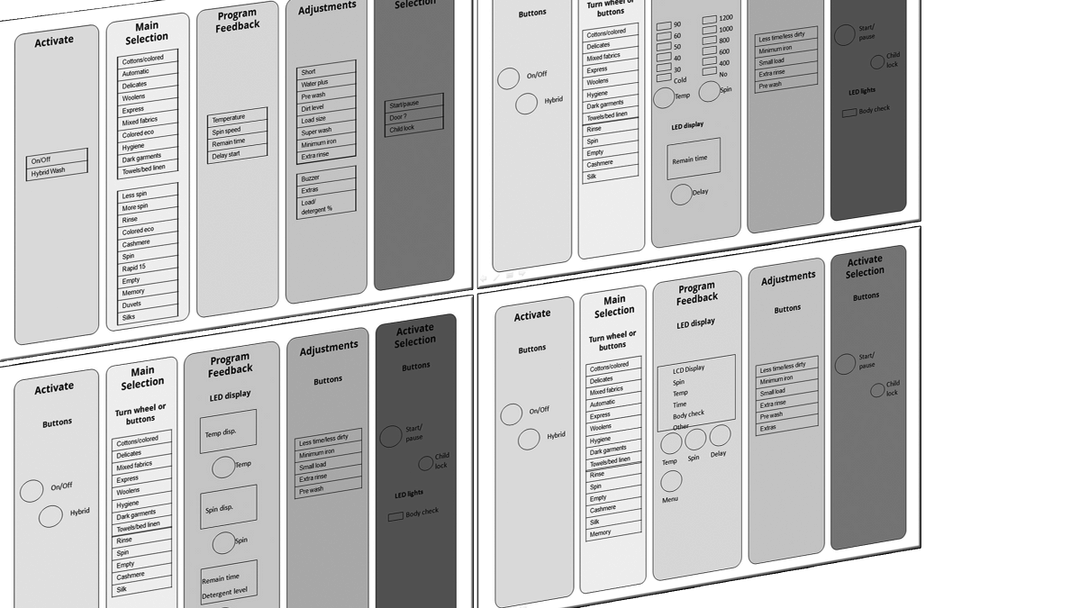 Activate
On/Off
Hybrid Wash
Main
Selection
Cottons/colored
Automatic
Delicates
Woolens
Express
Mixed fabrics
Colored eco
Hygiene
Dark garments
Towels/bed linen
Less spin
More spin
Rinse
Colored eco
Cashmere
Spin
Rapid 15
Empty
Memory
Duvets
Silks
Program
Feedback
Temperature
Spin speed
Remain time
Delay start
Adjustments
Short
Water plus
Pre wash
Dirt level
Load size
Super wash
Minimum iron
Extra rinse
Buzzer
Extras
Load/
detergent %
Selection
Start/pause
Door ?
Child lock
Buttons
On/Off
Hybrid
Turn wheel or
buttons
Cottons/colored
Delicates
Mixed fabrics
Express
Woolens
Hygiene
Dark garments
Towels/bed linen
Rinse
Spin
Empty
Cashmere
Silk
90
60
50
40
30
Cold
Temp
1200
1000
800
600
400
No
Spin
LED display
Remain time
Delay
Less time/less dirty
Minimum iron
Small load
Extra rinse
Pre wash
Start/
pause
Child
lock
LED lights
Body check
Activate
Buttons
On/Off
Hybrid
Main
Selection
Turn wheel or
buttons
Cottons/colored
Delicates
Mixed fabrics
Express
Woolens
Hygiene
Dark garments
Towels/bed linen
Rinse
Spin
Empty
Cashmere
Silk
Program
Feedback
LED display
Temp disp.
Temp
Spin disp.
Spin
Remain time
Detergent level
Adjustments
Buttons
Less time/less dirty
Minimum iron
Small load
Extra rinse
Pre wash
Activate
Selection
Buttons
Start/
pause
Child
lock
LED lights
Body check
Activate
Buttons
On/Off
Hybrid
Main
Selection
Turn wheel or
buttons
Cottons/colored
Delicates
Mixed fabrics
Automatic
Express
Woolens
Hygiene
Dark garments
Towels/bed linen
Rinse
Spin
Empty
Cashmere
Silk
Memory
Program
Feedback
LED display
LCD Display
Spin
Temp
Time
Body check
Other
Temp
Spin
Delay
Menu
Adjustments
Buttons
Less time/less dirty
Minimum iron
Small load
Extra rinse
Pre wash
Extras
Activate
Selection
Buttons
Start/
pause
Child
lock